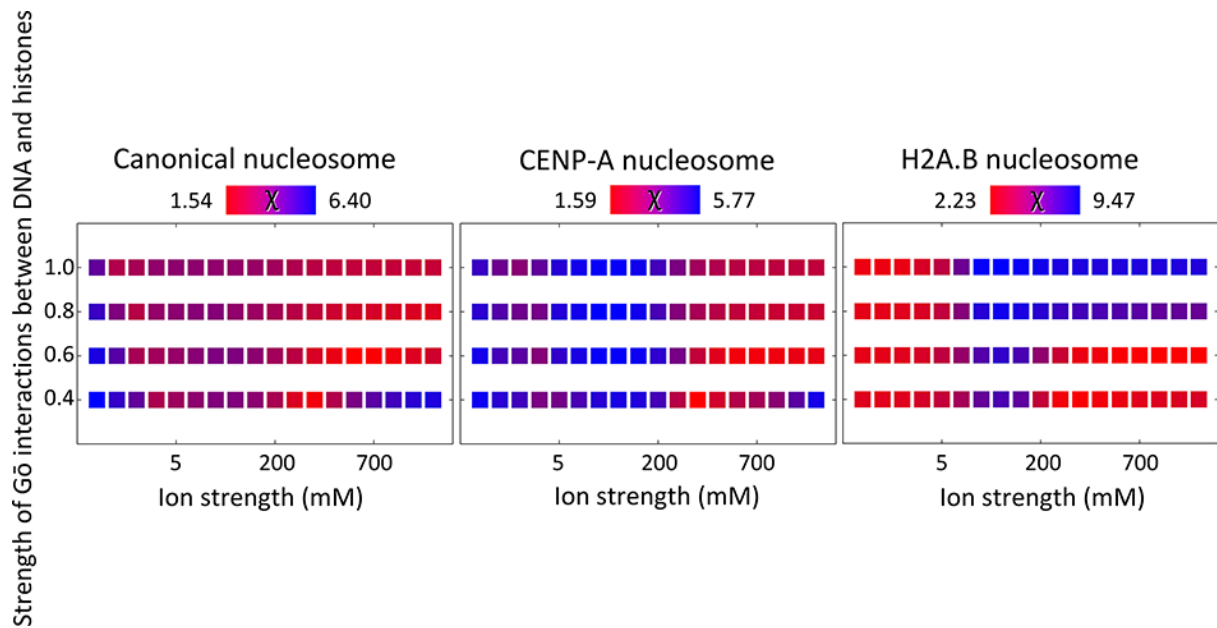 Strength of Gō interactions between DNA and histones
Canonical nucleosome
1.54 χ 6.40
CENP-A nucleosome
1.59 χ 5.77
H2A.B nucleosome
2.23 χ 9.47
1.0
0.8
0.6
0.4
5 200 700
5 200 700
5 200 700
Ion strength (mM)
Ion strength (mM)
Ion strength (mM)